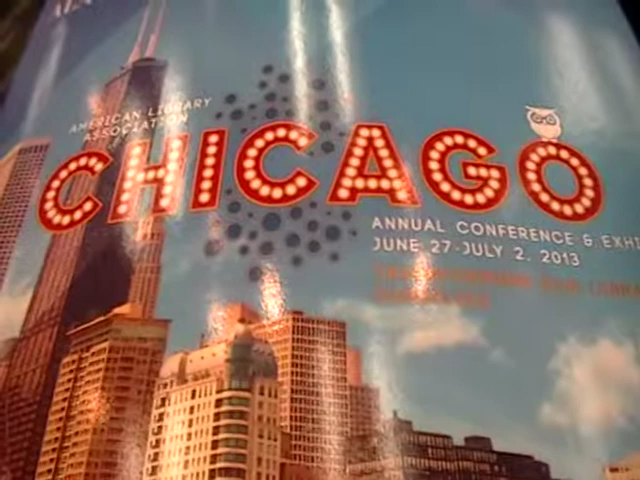 AMERICAN LIBRARY
ASSOCIATION
CHICAGO
ANNUAL CONFERENCE & EXHI
JUNE 27-JULY 2, 2013